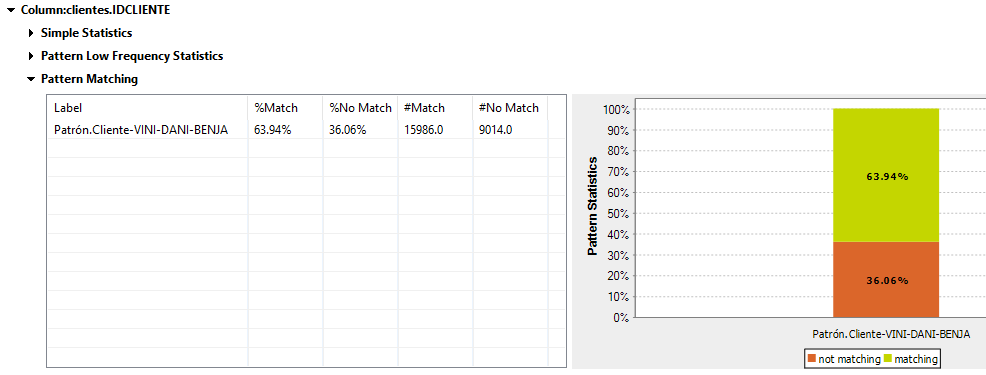 Column:clientes.IDCLIENTE
Simple Statistics
Pattern Low Frequency Statistics
Pattern Matching
Label %Match %No Match #Match #No Match
Patrón.Cliente-VINI-DANI-BENJA 63.94% 36.06% 15986.0 9014.0
Pattern Statistics
100%
90%
80%
70%
60%
50%
40%
30%
20%
10%
0%
63.94%
36.06%
Patrón.Cliente-VINI-DANI-BENJA
not matching matching